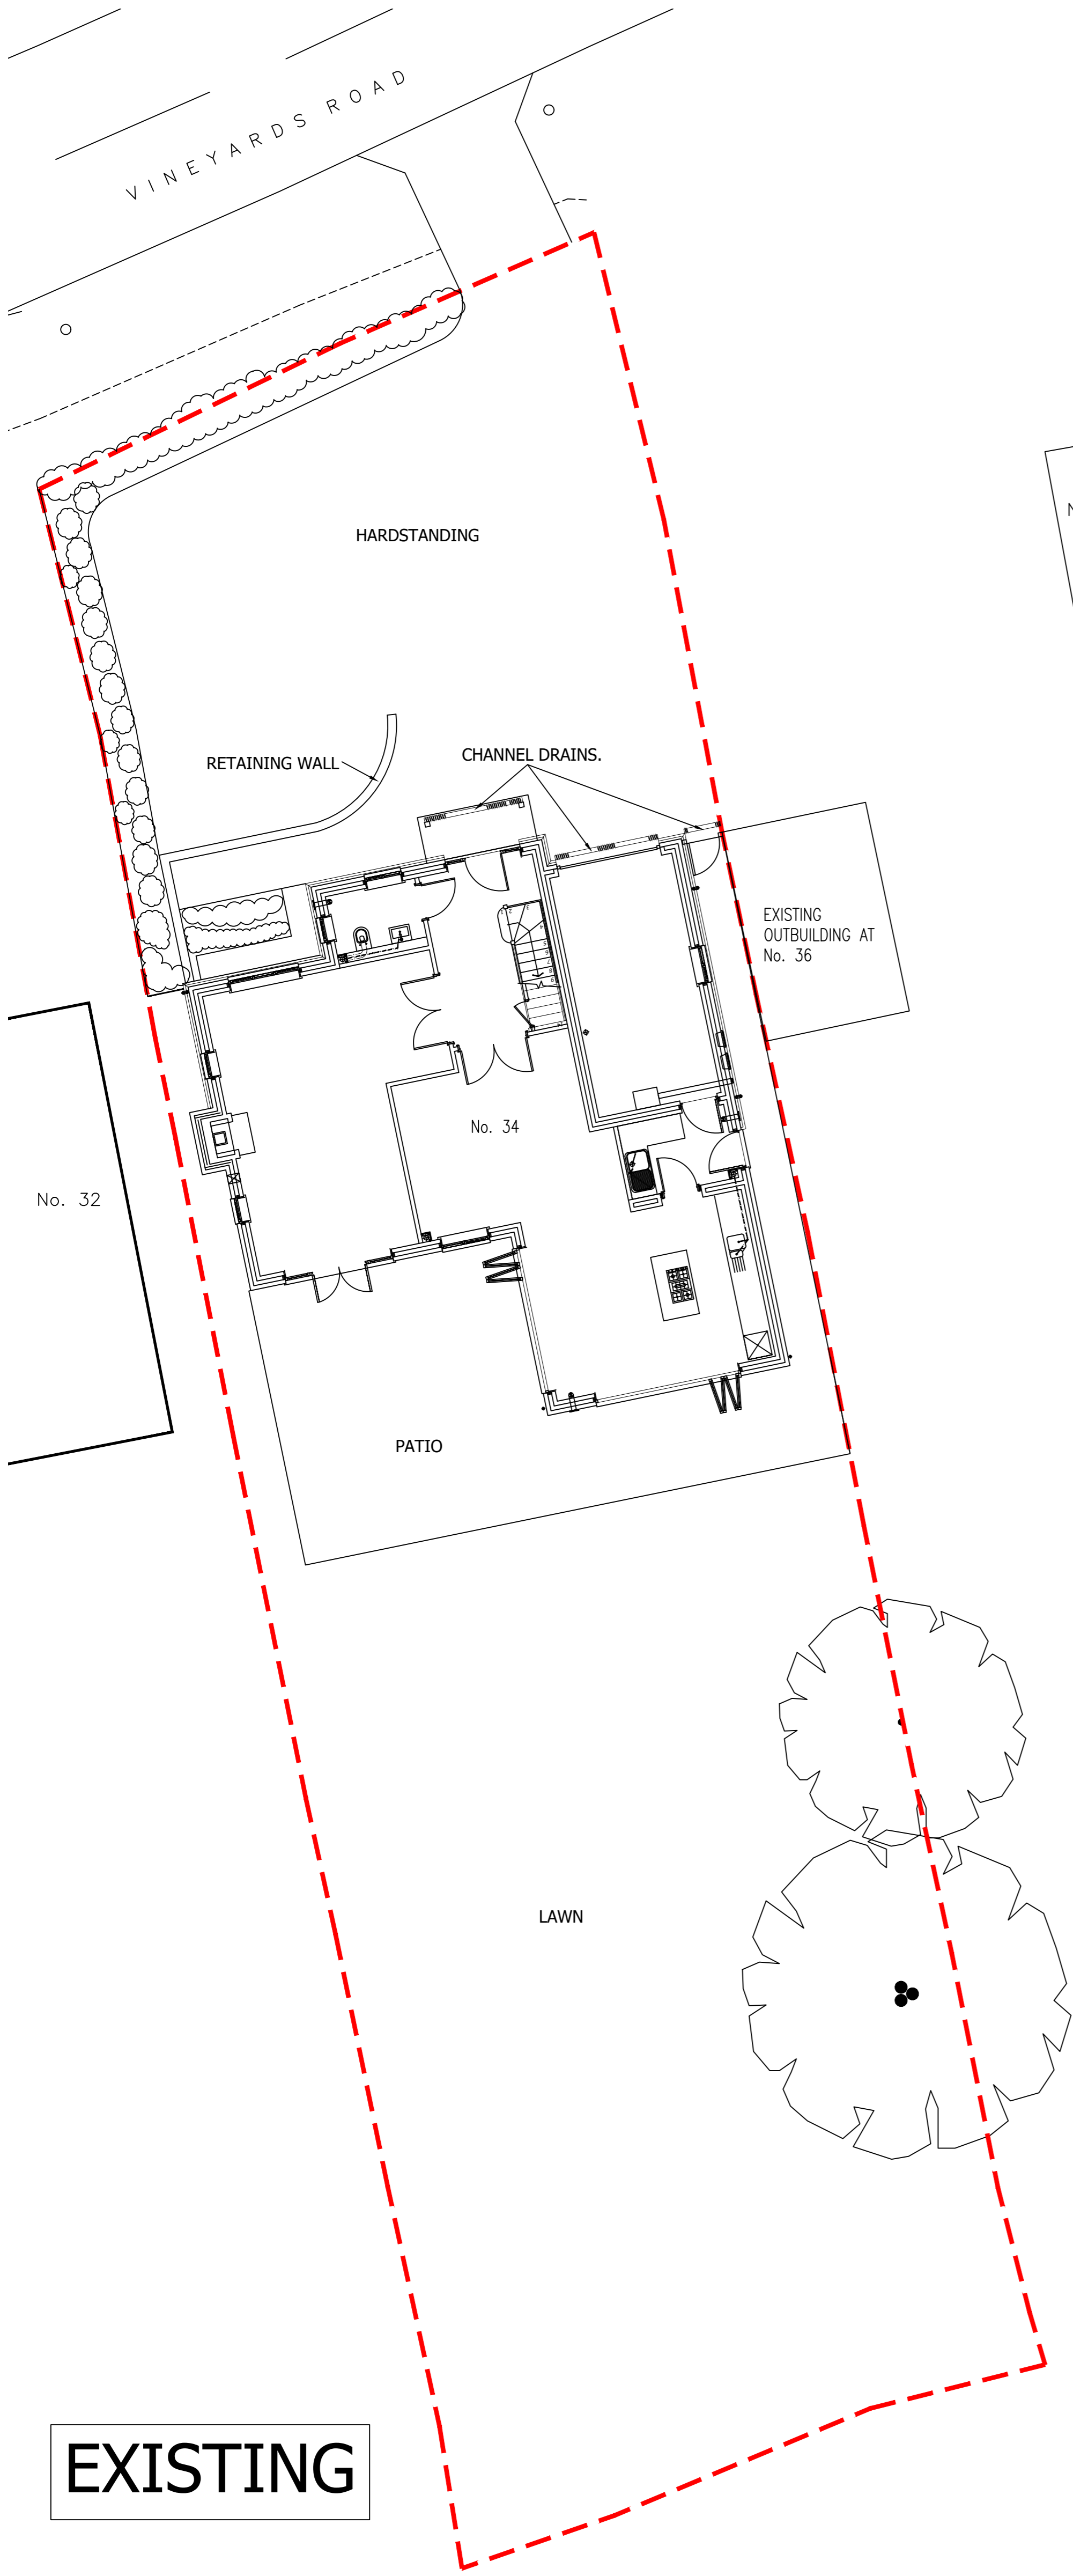 VINEYARDS ROAD
HARDSTANDING
RETAINING WALL
CHANNEL DRAINS.
EXISTING
OUTBUILDING AT
No. 36
No. 34
No. 32
PATIO
LAWN
EXISTING